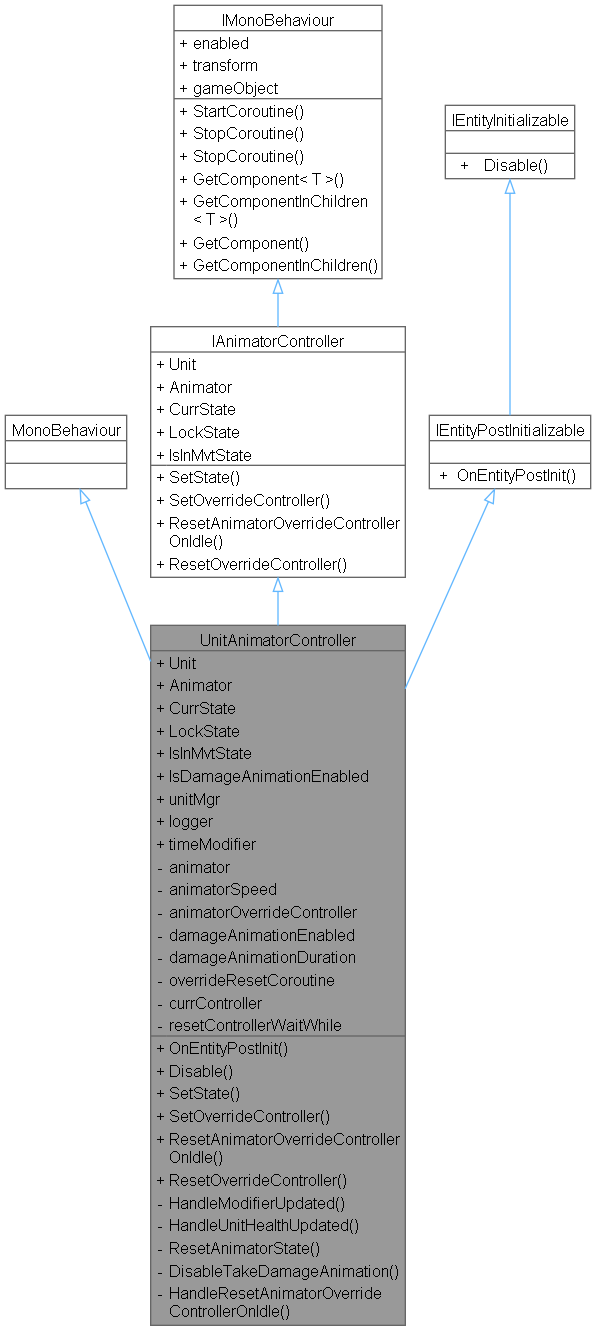 IMonoBehaviour
+ enabled
+ transform
+ gameObject
+ StartCoroutine()
+ StopCoroutine()
+ StopCoroutine()
+ GetComponent< T >()
+ GetComponentInChildren
< T >()
+ GetComponent()
+ GetComponentInChildren()
IEntityInitializable
+ Disable()
IAnimatorController
+ Unit
+ Animator
+ CurrState
+ LockState
+ IsInMvtState
+ SetState()
+ SetOverrideController()
+ ResetAnimatorOverrideController
OnIdle()
+ ResetOverrideController()
MonoBehaviour
IEntityPostInitializable
+ OnEntityPostInit()
UnitAnimatorController
+ Unit
+ Animator
+ CurrState
+ LockState
+ IsInMvtState
+ IsDamageAnimationEnabled
+ unitMgr
+ logger
+ timeModifier
- animator
- animatorSpeed
- animatorOverrideController
- damageAnimationEnabled
- damageAnimationDuration
- overrideResetCoroutine
- currController
- resetControllerWaitWhile
+ OnEntityPostInit()
+ Disable()
+ SetState()
+ SetOverrideController()
+ ResetAnimatorOverrideController
OnIdle()
+ ResetOverrideController()
- HandleModifierUpdated()
- HandleUnitHealthUpdated()
- ResetAnimatorState()
- DisableTakeDamageAnimation()
- HandleResetAnimatorOverride
ControllerOnIdle()